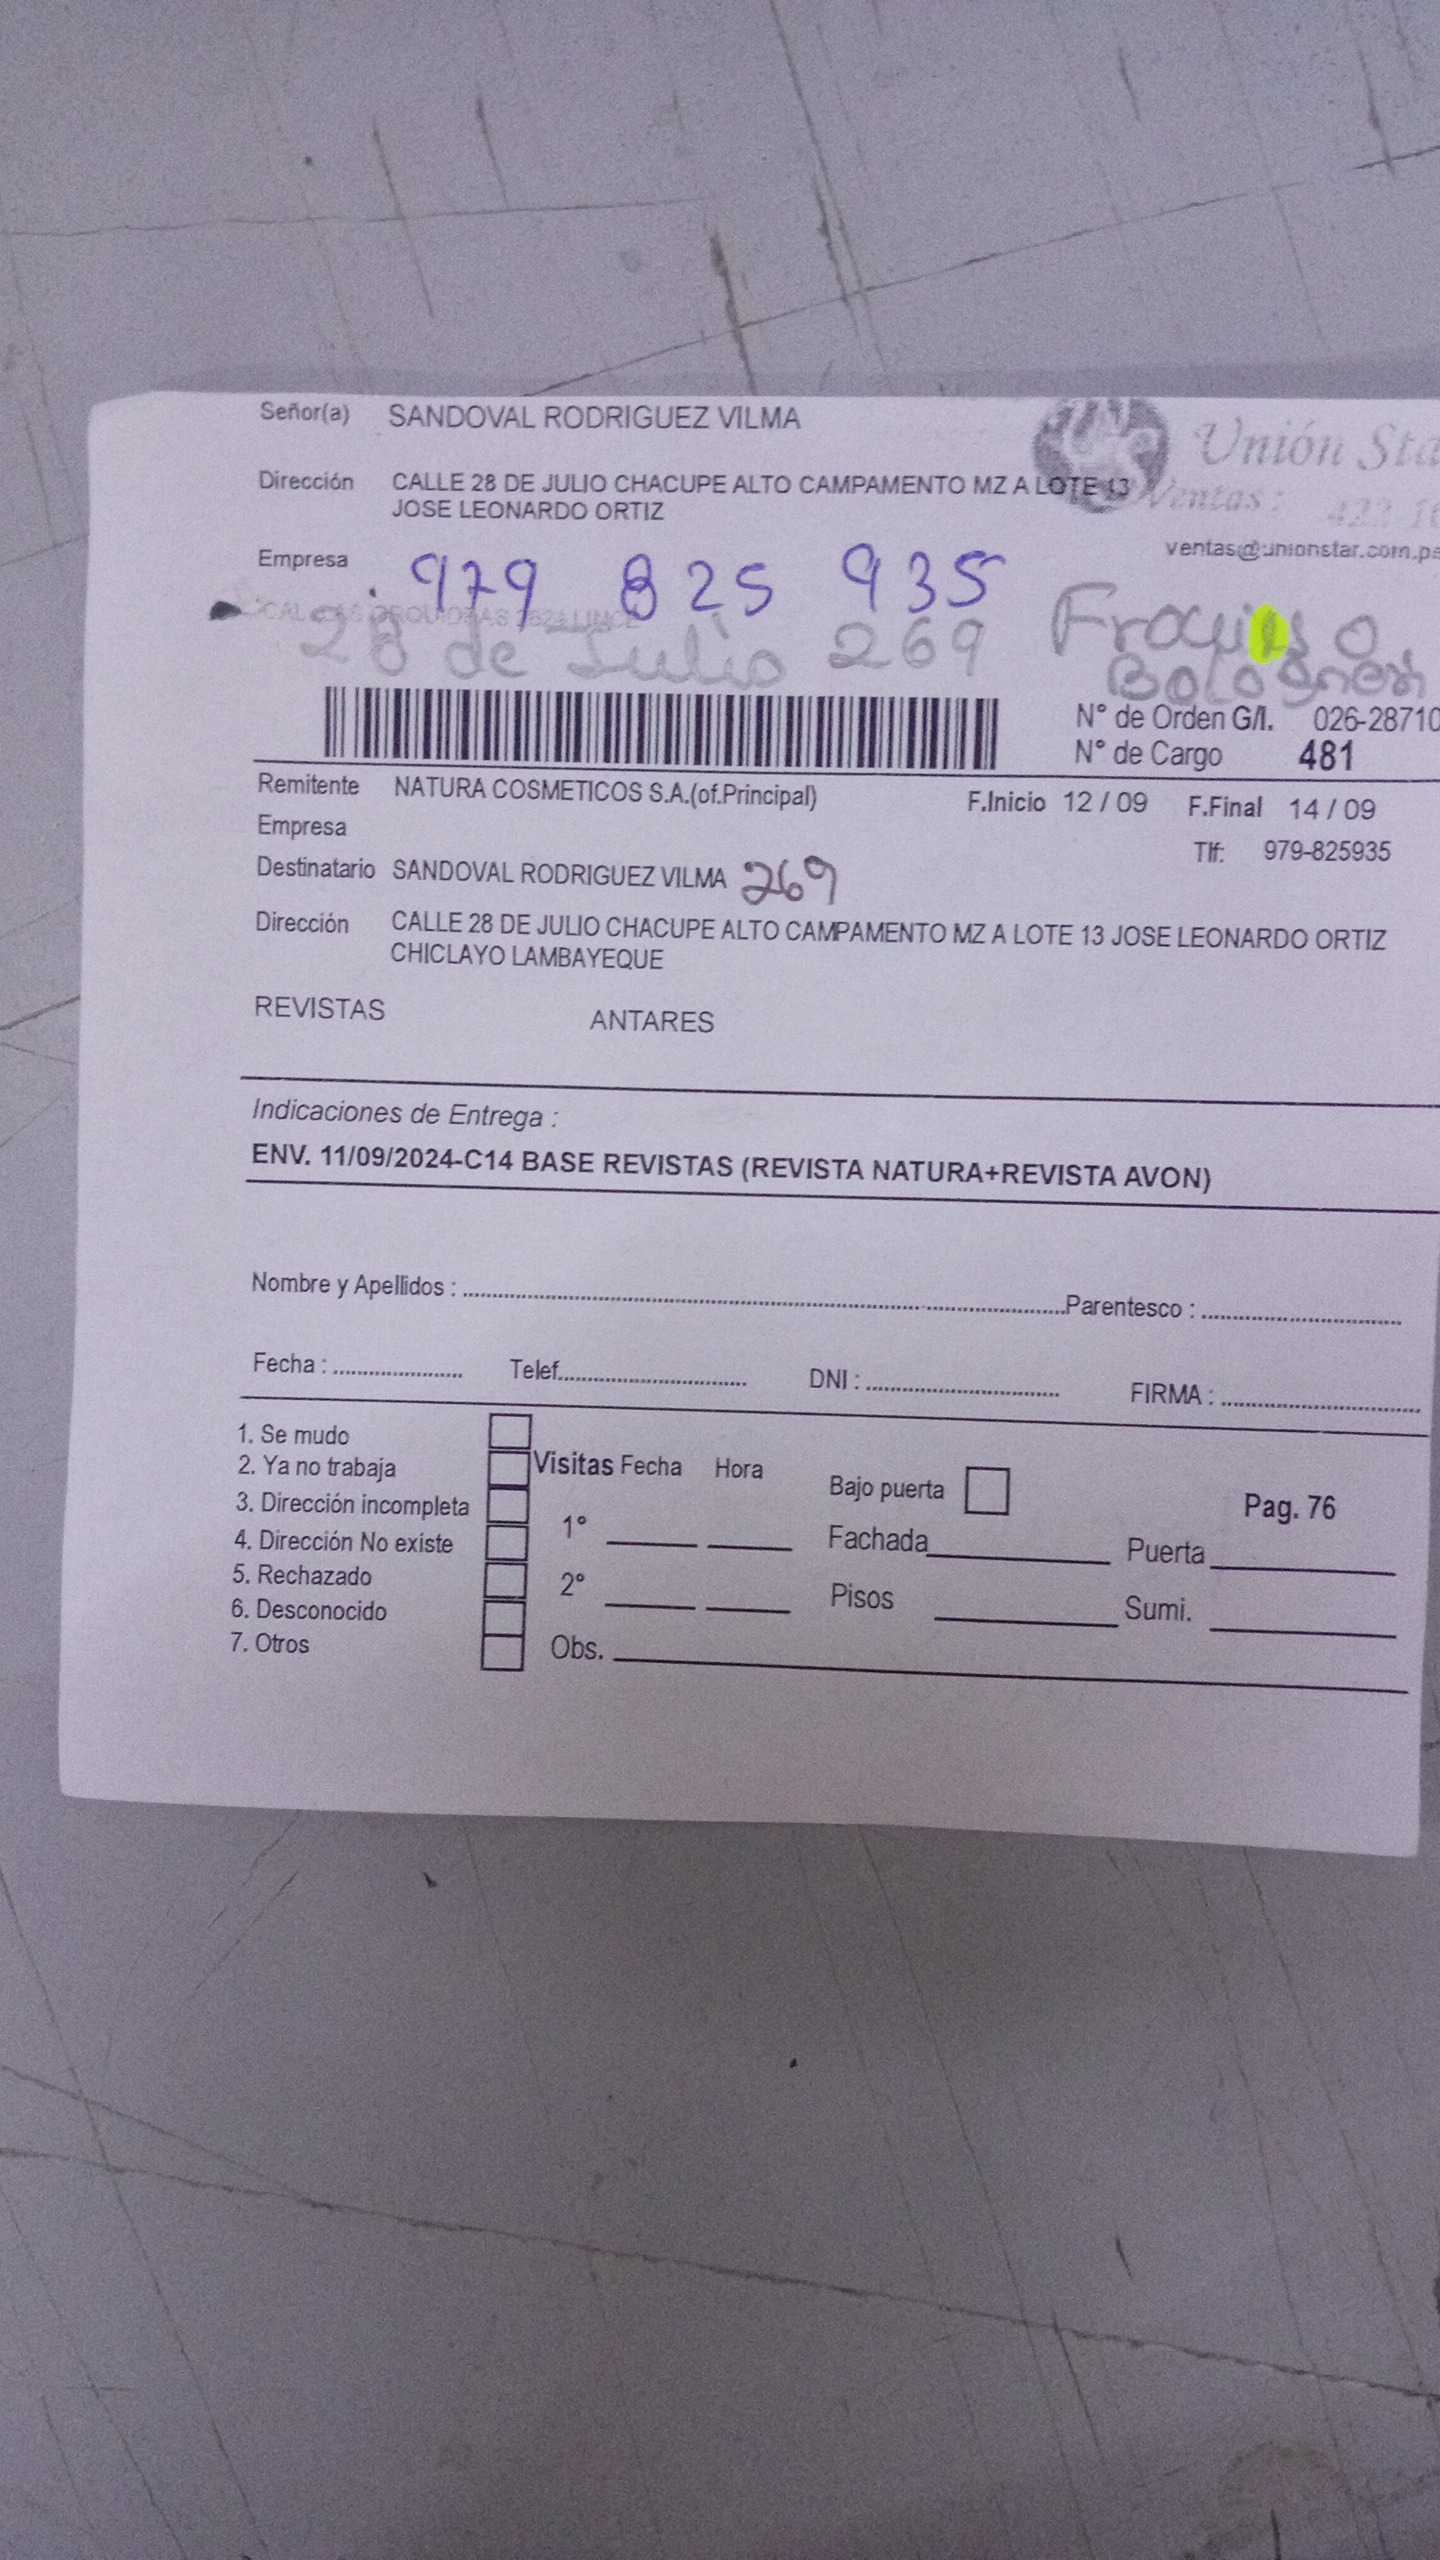 Señor(a) SANDOVAL RODRIGUEZ VILMA
Unión Sta
Dirección CALLE 28 DE JULIO CHACUPE ALTO CAMPAMENTO MZ A LOTE 13
Ventas: 422-10
JOSE LEONARDO ORTIZ
ventas@unionstar.com.pe
Empresa 979 825 935
28 de Julio 269
Bolognesi
N° de Orden G/I. 026-28710
N° de Cargo 481
Remitente NATURA COSMETICOS S.A.(of.Principal) F.Inicio 12 / 09 F.Final 14 / 09
Empresa
Tlf: 979-825935
Destinatario SANDOVAL RODRIGUEZ VILMA 269
Dirección CALLE 28 DE JULIO CHACUPE ALTO CAMPAMENTO MZ A LOTE 13 JOSE LEONARDO ORTIZ
CHICLAYO LAMBAYEQUE
REVISTAS ANTARES
Indicaciones de Entrega :
ENV. 11/09/2024-C14 BASE REVISTAS (REVISTA NATURA+REVISTA AVON)
Nombre y Apellidos : Parentesco :
Fecha : Telef. DNI : FIRMA :
1. Se mudo
2. Ya no trabaja Visitas Fecha Hora Bajo puerta Pag. 76
3. Dirección incompleta 1° Fachada Puerta
4. Dirección No existe
5. Rechazado 2° Pisos Sumi.
6. Desconocido
7. Otros Obs.